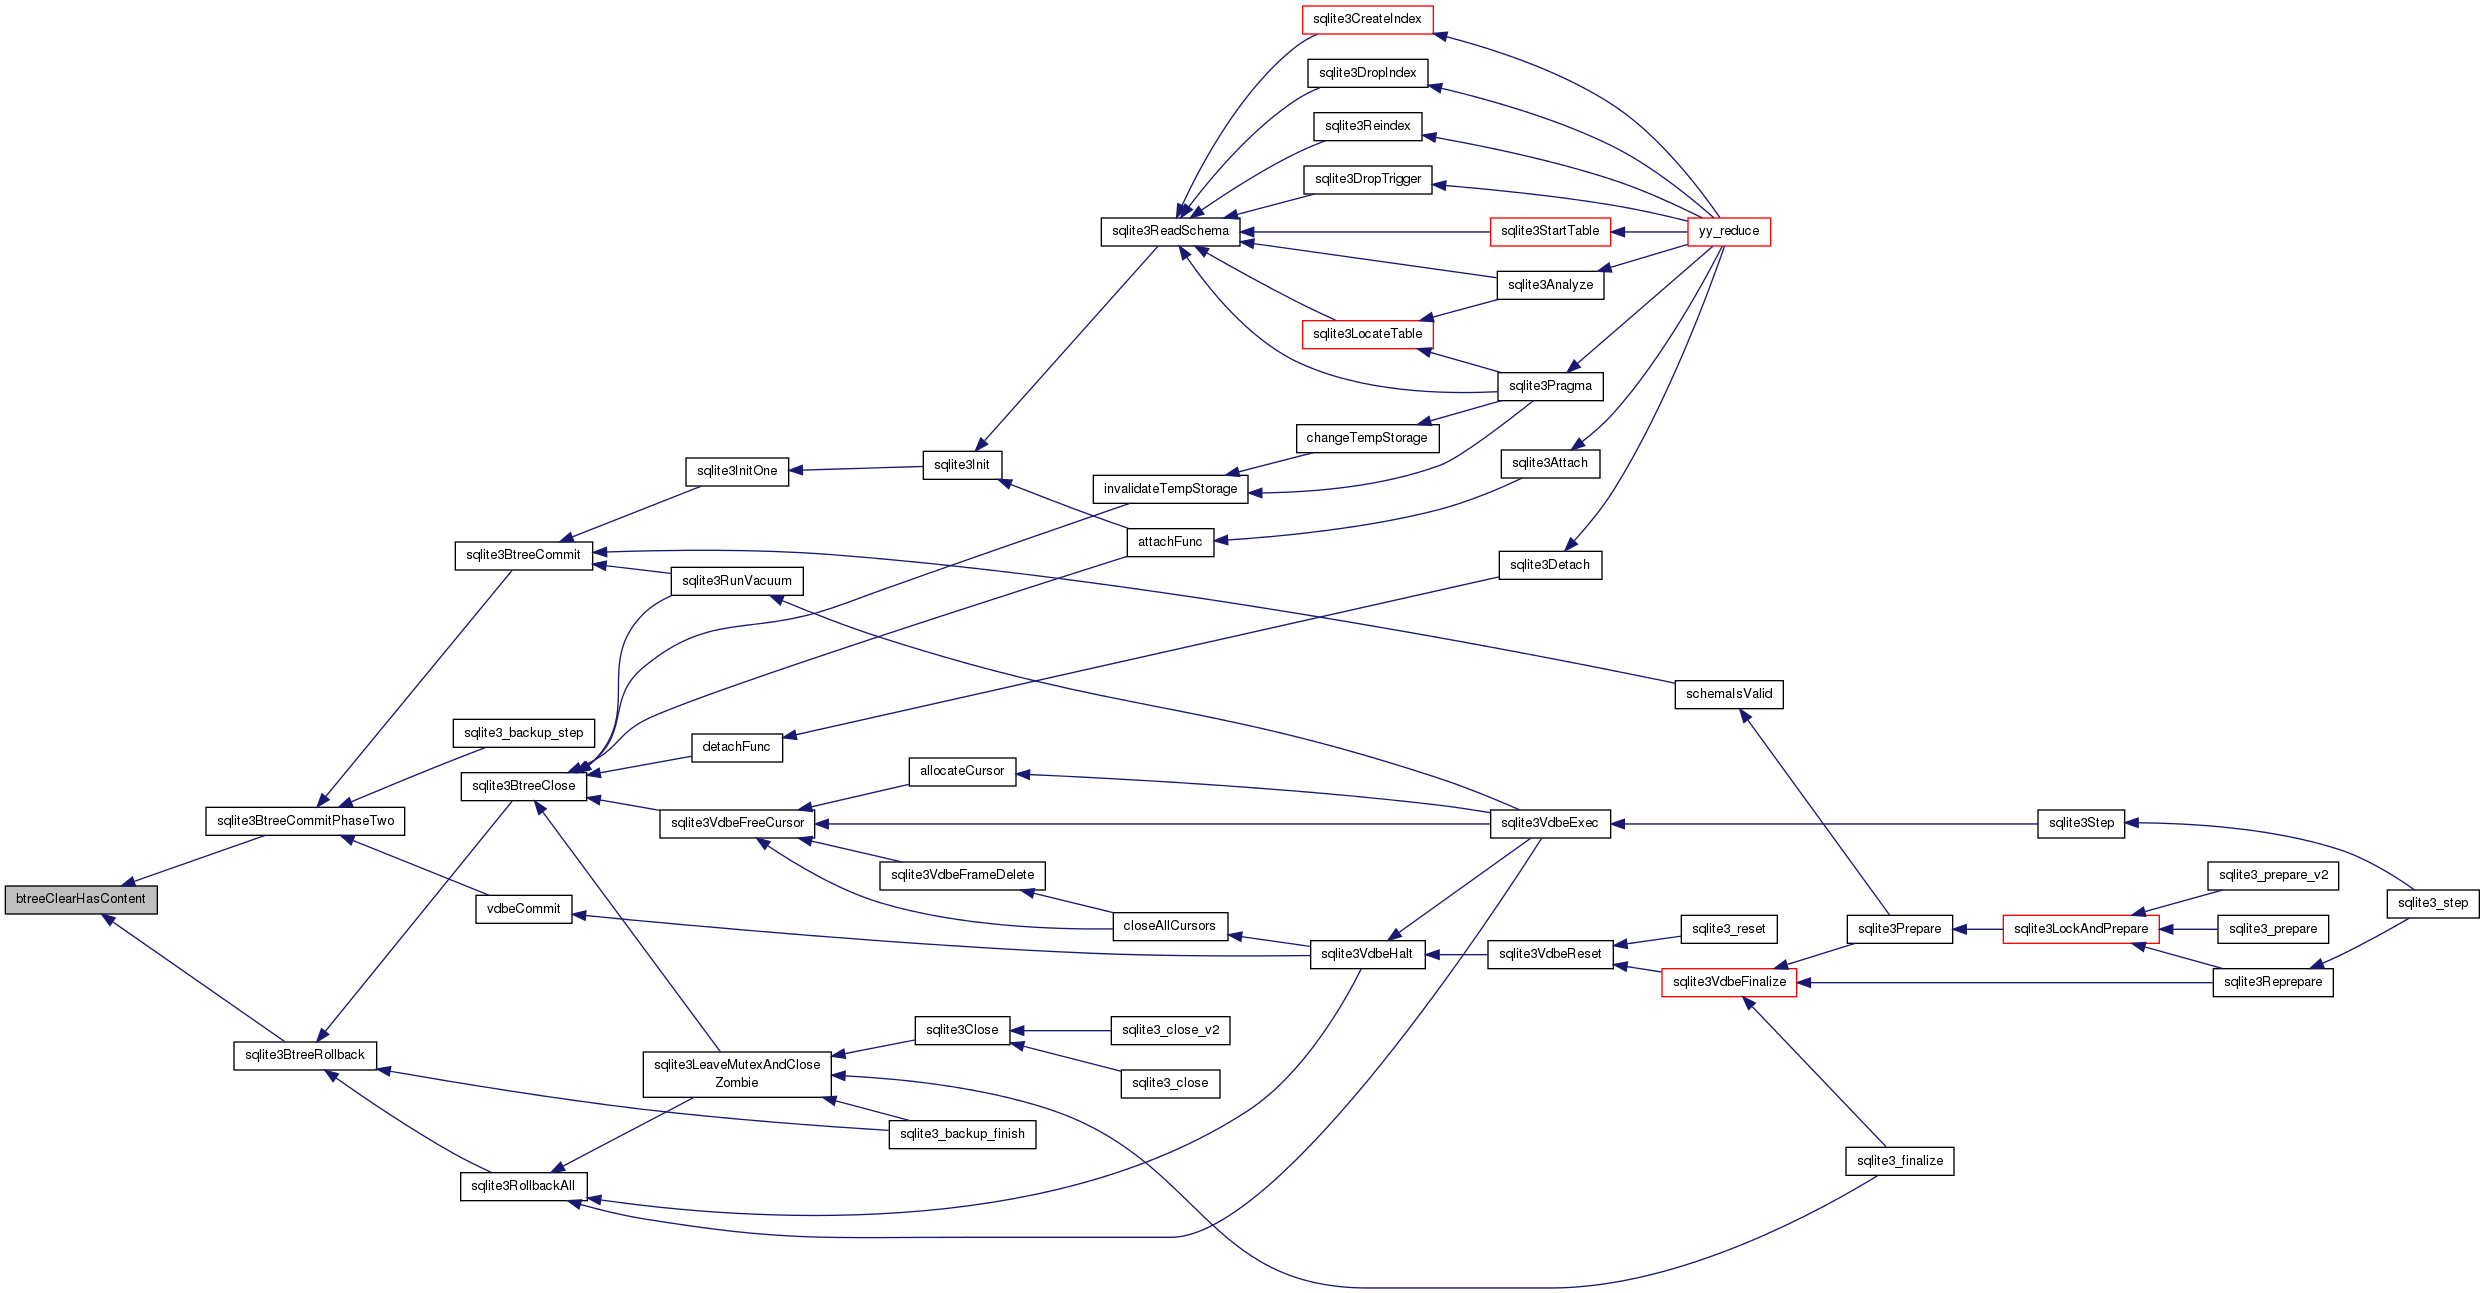 sqlite3CreateIndex
sqlite3DropIndex
sqlite3Reindex
sqlite3DropTrigger
sqlite3ReadSchema
sqlite3StartTable
yy_reduce
sqlite3Analyze
sqlite3LocateTable
sqlite3Pragma
changeTempStorage
sqlite3InitOne
sqlite3Init
sqlite3Attach
invalidateTempStorage
attachFunc
sqlite3BtreeCommit
sqlite3Detach
sqlite3RunVacuum
schemaIsValid
sqlite3_backup_step
detachFunc
allocateCursor
sqlite3BtreeClose
sqlite3BtreeCommitPhaseTwo
sqlite3VdbeFreeCursor
sqlite3VdbeExec
sqlite3Step
sqlite3VdbeFrameDelete
sqlite3_prepare_v2
btreeClearHasContent
vdbeCommit
sqlite3_step
closeAllCursors
sqlite3_reset
sqlite3Prepare
sqlite3LockAndPrepare
sqlite3_prepare
sqlite3VdbeHalt
sqlite3VdbeReset
sqlite3VdbeFinalize
sqlite3Reprepare
sqlite3Close
sqlite3_close_v2
sqlite3BtreeRollback
sqlite3LeaveMutexAndClose
Zombie
sqlite3_close
sqlite3_backup_finish
sqlite3_finalize
sqlite3RollbackAll